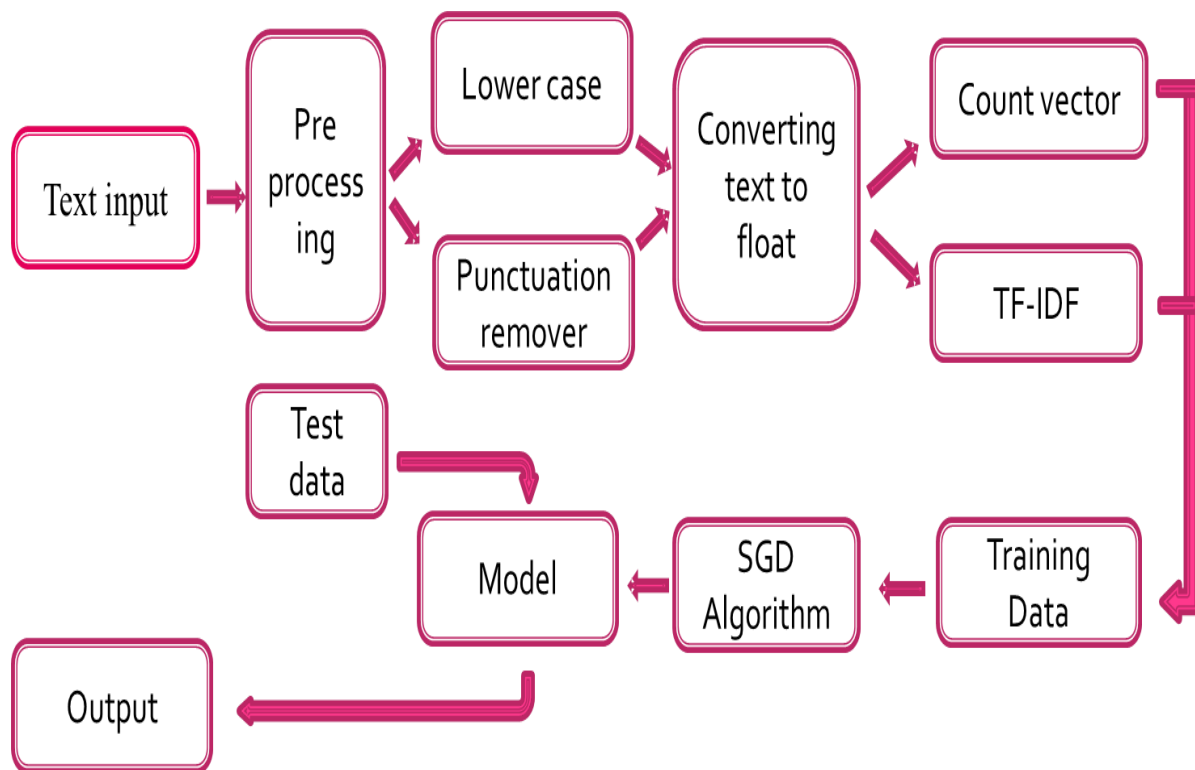 Text input
Pre
process
ing
Lower case
Punctuation
remover
Converting
text to
float
Count vector
TF-IDF
Training
Data
SGD
Algorithm
Test
data
Model
Output